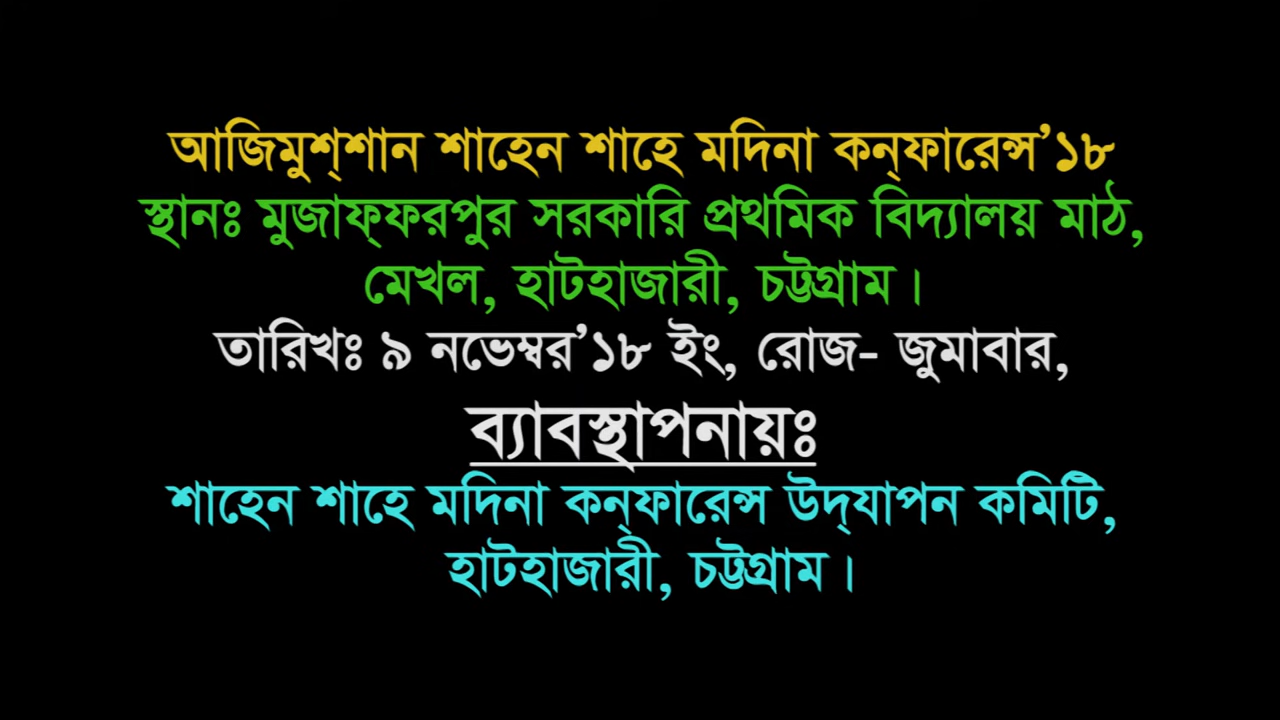 আজিমুশ্‌শান শাহেন শাহে মদিনা কন্‌ফারেন্স’১৮
স্থানঃ মুজাফ্‌ফরপুর সরকারি প্রথমিক বিদ্যালয় মাঠ,
মেখল, হাটহাজারী, চট্টগ্রাম।
তারিখঃ ৯ নভেম্বর’১৮ ইং, রোজ- জুমাবার,
ব্যাবস্থাপনায়ঃ
শাহেন শাহে মদিনা কন্‌ফারেন্স উদ্‌যাপন কমিটি,
হাটহাজারী, চট্টগ্রাম।